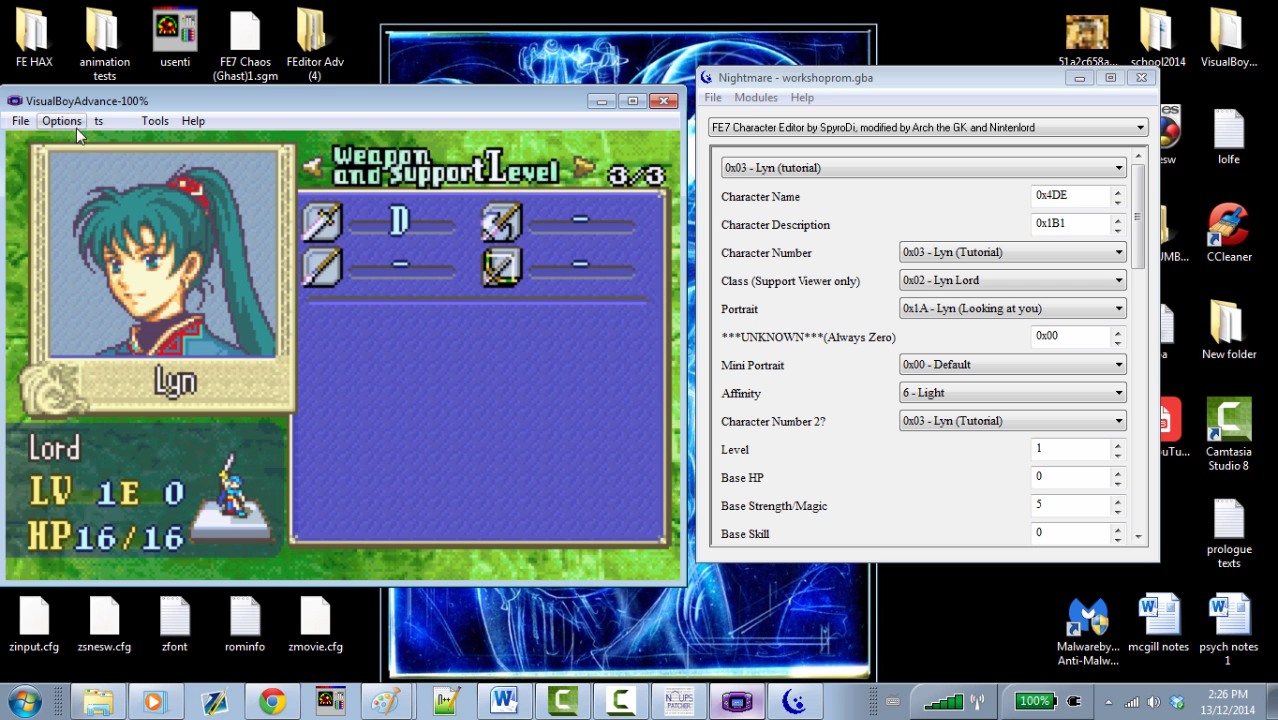 FE HAX
animation tests
usenti
FE7 Chaos (Ghast)1.sgm
FEditor Adv (4)
51a2c658a...
school2014
VisualBoy...
VisualBoyAdvance-100%
File Options ts Tools Help
Weapon and Support Level 3/3
D - - -
Lyn
Lord
LV 1 E 0
HP 16/16
Nightmare - workshoprom.gba
File Modules Help
FE7 Character Editor by SpyroDi, modified by Arch the GK and Nintenlord
0x03 - Lyn (tutorial)
Character Name 0x4DE
Character Description 0x1B1
Character Number 0x03 - Lyn (Tutorial)
Class (Support Viewer only) 0x02 - Lyn Lord
Portrait 0x1A - Lyn (Looking at you)
***UNKNOWN***(Always Zero) 0x00
Mini Portrait 0x00 - Default
Affinity 6 - Light
Character Number 2? 0x03 - Lyn (Tutorial)
Level 1
Base HP 0
Base Strength/Magic 5
Base Skill 0
lolfe
CCleaner
New folder
Camtasia Studio 8
prologue texts
zinput.cfg
zsnesw.cfg
zfont
rominfo
zmovie.cfg
Malwareby... Anti-Malw...
mcgill notes
psych notes 1
100%
2:26 PM
13/12/2014